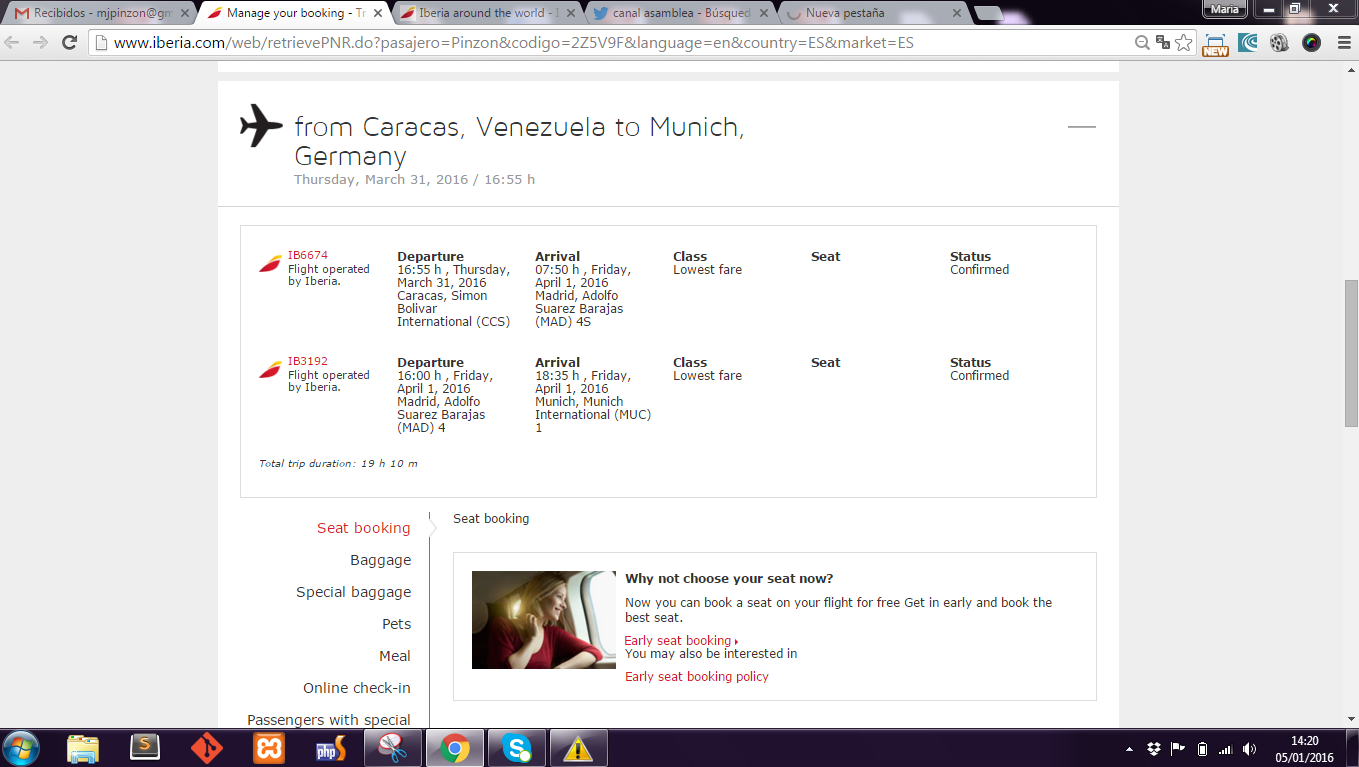 Recibidos - mjpinzon@gm
Manage your booking - Tr
Iberia around the world - I
canal asamblea - Búsqued
Nueva pestaña
Maria
www.iberia.com/web/retrievePNR.do?pasajero=Pinzon&codigo=2Z5V9F&language=en&country=ES&market=ES
NEW
from Caracas, Venezuela to Munich,
Germany
Thursday, March 31, 2016 / 16:55 h
IB6674
Flight operated
by Iberia.
Departure
16:55 h , Thursday,
March 31, 2016
Caracas, Simon
Bolivar
International (CCS)
Arrival
07:50 h , Friday,
April 1, 2016
Madrid, Adolfo
Suarez Barajas
(MAD) 4S
Class
Lowest fare
Seat
Status
Confirmed
IB3192
Flight operated
by Iberia.
Departure
16:00 h , Friday,
April 1, 2016
Madrid, Adolfo
Suarez Barajas
(MAD) 4
Arrival
18:35 h , Friday,
April 1, 2016
Munich, Munich
International (MUC)
1
Class
Lowest fare
Seat
Status
Confirmed
Total trip duration: 19 h 10 m
Seat booking
Baggage
Special baggage
Pets
Meal
Online check-in
Passengers with special
Seat booking
Why not choose your seat now?
Now you can book a seat on your flight for free Get in early and book the
best seat.
Early seat booking
You may also be interested in
Early seat booking policy
S
php
S
14:20
05/01/2016